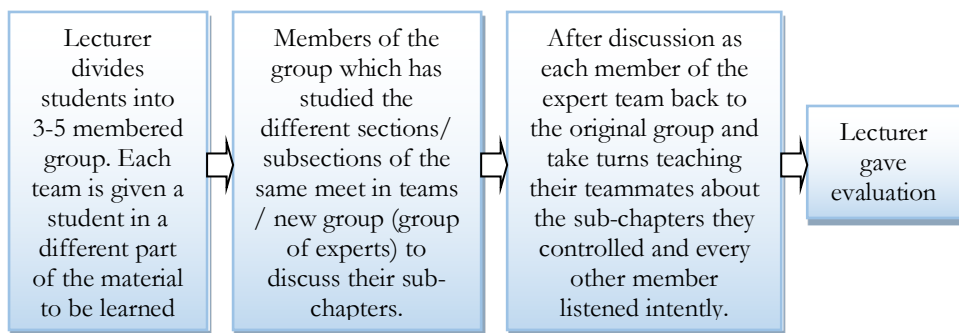 Lecturer
divides
students into
3-5 membered
group. Each
team is given a
student in a
different part
of the material
to be learned
Members of the
group which has
studied the
different sections/
subsections of the
same meet in teams
/ new group (group
of experts) to
discuss their sub-
chapters.
After discussion as
each member of the
expert team back to
the original group and
take turns teaching
their teammates about
the sub-chapters they
controlled and every
other member
listened intently.
Lecturer
gave
evaluation